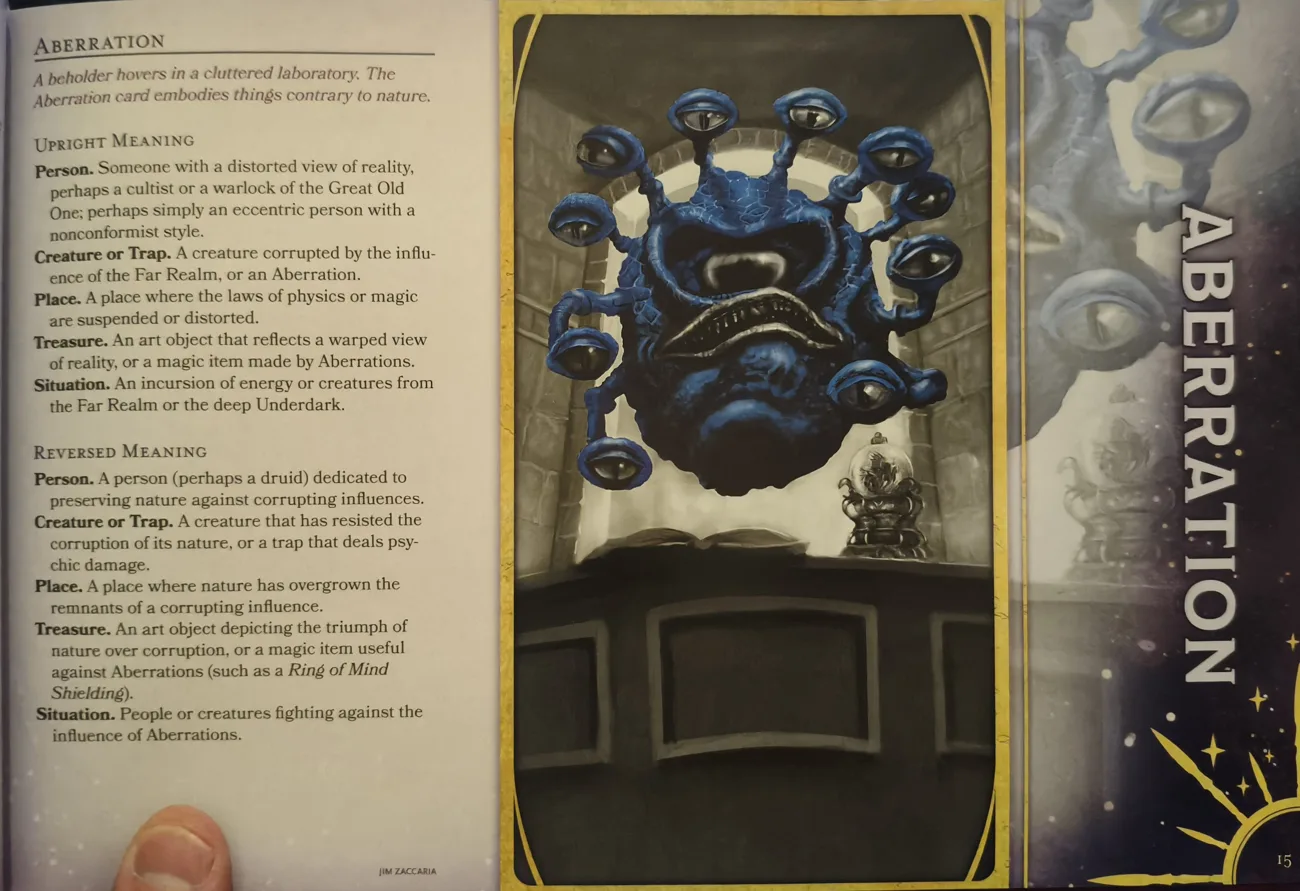 ABERRATION
A beholder hovers in a cluttered laboratory. The
Aberration card embodies things contrary to nature.
UPRIGHT MEANING
Person. Someone with a distorted view of reality,
perhaps a cultist or a warlock of the Great Old
One; perhaps simply an eccentric person with a
nonconformist style.
Creature or Trap. A creature corrupted by the influ-
ence of the Far Realm, or an Aberration.
Place. A place where the laws of physics or magic
are suspended or distorted.
Treasure. An art object that reflects a warped view
of reality, or a magic item made by Aberrations.
Situation. An incursion of energy or creatures from
the Far Realm or the deep Underdark.
REVERSED MEANING
Person. A person (perhaps a druid) dedicated to
preserving nature against corrupting influences.
Creature or Trap. A creature that has resisted the
corruption of its nature, or a trap that deals psy-
chic damage.
Place. A place where nature has overgrown the
remnants of a corrupting influence.
Treasure. An art object depicting the triumph of
nature over corruption, or a magic item useful
against Aberrations (such as a Ring of Mind
Shielding).
Situation. People or creatures fighting against the
influence of Aberrations.
JIM ZACCARIA
ABERRATION
15